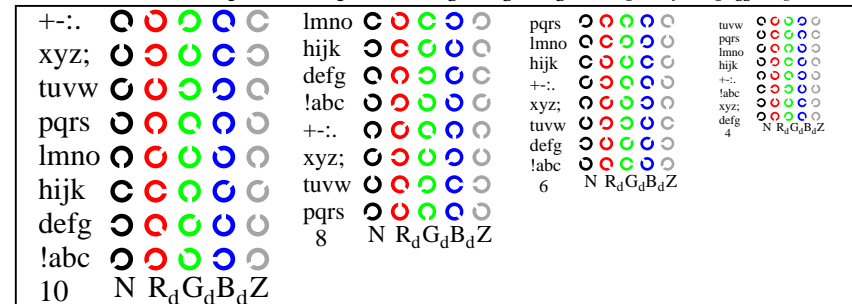 +-:.
xyz;
tuvw
pqrs
lmno
hijk
defg
!abc
10 N RdGdBdZ
lmno
hijk
defg
!abc
+-:.
xyz;
tuvw
pqrs
8 N RdGdBdZ
pqrs
lmno
hijk
+-:.
xyz;
tuvw
defg
!abc
6 N RdGdBdZ
tuvw
pqrs
lmno
hijk
+-:.
!abc
xyz;
defg
4 N RdGdBdZ